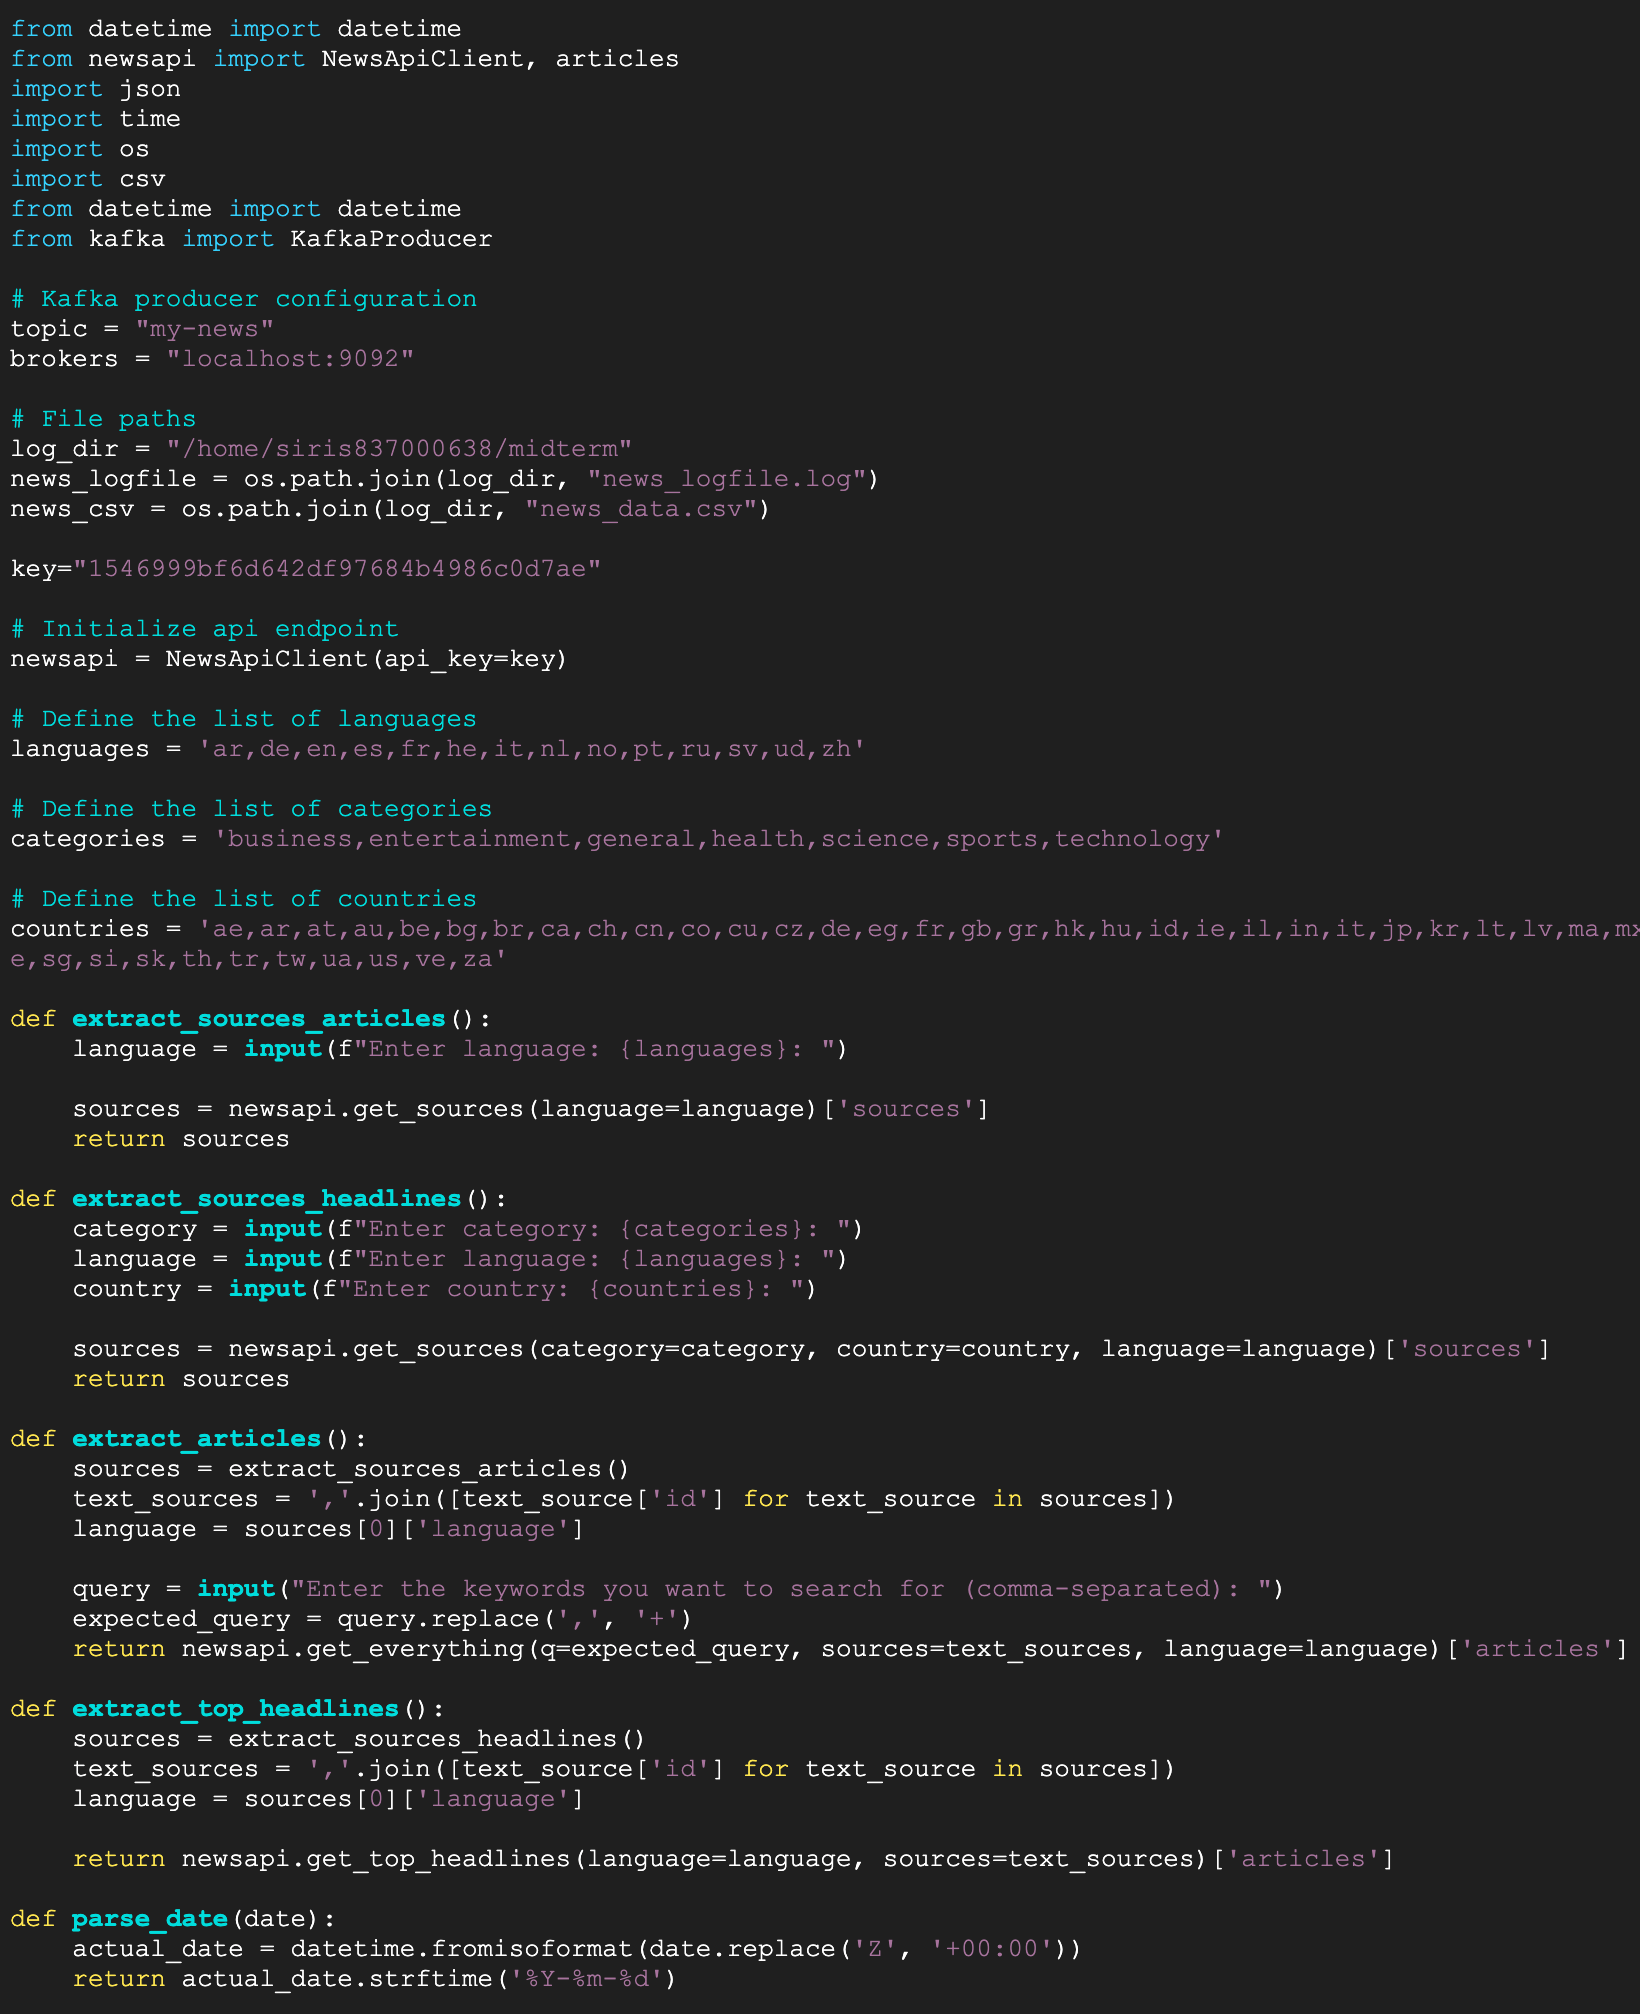 from datetime import datetime
from newsapi import NewsApiClient, articles
import json
import time
import os
import csv
from datetime import datetime
from kafka import KafkaProducer

# Kafka producer configuration
topic = "my-news"
brokers = "localhost:9092"

# File paths
log_dir = "/home/siris837000638/midterm"
news_logfile = os.path.join(log_dir, "news_logfile.log")
news_csv = os.path.join(log_dir, "news_data.csv")

key="1546999bf6d642df97684b4986c0d7ae"

# Initialize api endpoint
newsapi = NewsApiClient(api_key=key)

# Define the list of languages
languages = 'ar,de,en,es,fr,he,it,nl,no,pt,ru,sv,ud,zh'

# Define the list of categories
categories = 'business,entertainment,general,health,science,sports,technology'

# Define the list of countries
countries = 'ae,ar,at,au,be,bg,br,ca,ch,cn,co,cu,cz,de,eg,fr,gb,gr,hk,hu,id,ie,il,in,it,jp,kr,lt,lv,ma,mx
e,sg,si,sk,th,tr,tw,ua,us,ve,za'

def extract_sources_articles():
    language = input(f"Enter language: {languages}: ")

    sources = newsapi.get_sources(language=language)['sources']
    return sources

def extract_sources_headlines():
    category = input(f"Enter category: {categories}: ")
    language = input(f"Enter language: {languages}: ")
    country = input(f"Enter country: {countries}: ")

    sources = newsapi.get_sources(category=category, country=country, language=language)['sources']
    return sources

def extract_articles():
    sources = extract_sources_articles()
    text_sources = ','.join([text_source['id'] for text_source in sources])
    language = sources[0]['language']

    query = input("Enter the keywords you want to search for (comma-separated): ")
    expected_query = query.replace(',', '+')
    return newsapi.get_everything(q=expected_query, sources=text_sources, language=language)['articles']

def extract_top_headlines():
    sources = extract_sources_headlines()
    text_sources = ','.join([text_source['id'] for text_source in sources])
    language = sources[0]['language']

    return newsapi.get_top_headlines(language=language, sources=text_sources)['articles']

def parse_date(date):
    actual_date = datetime.fromisoformat(date.replace('Z', '+00:00'))
    return actual_date.strftime('%Y-%m-%d')